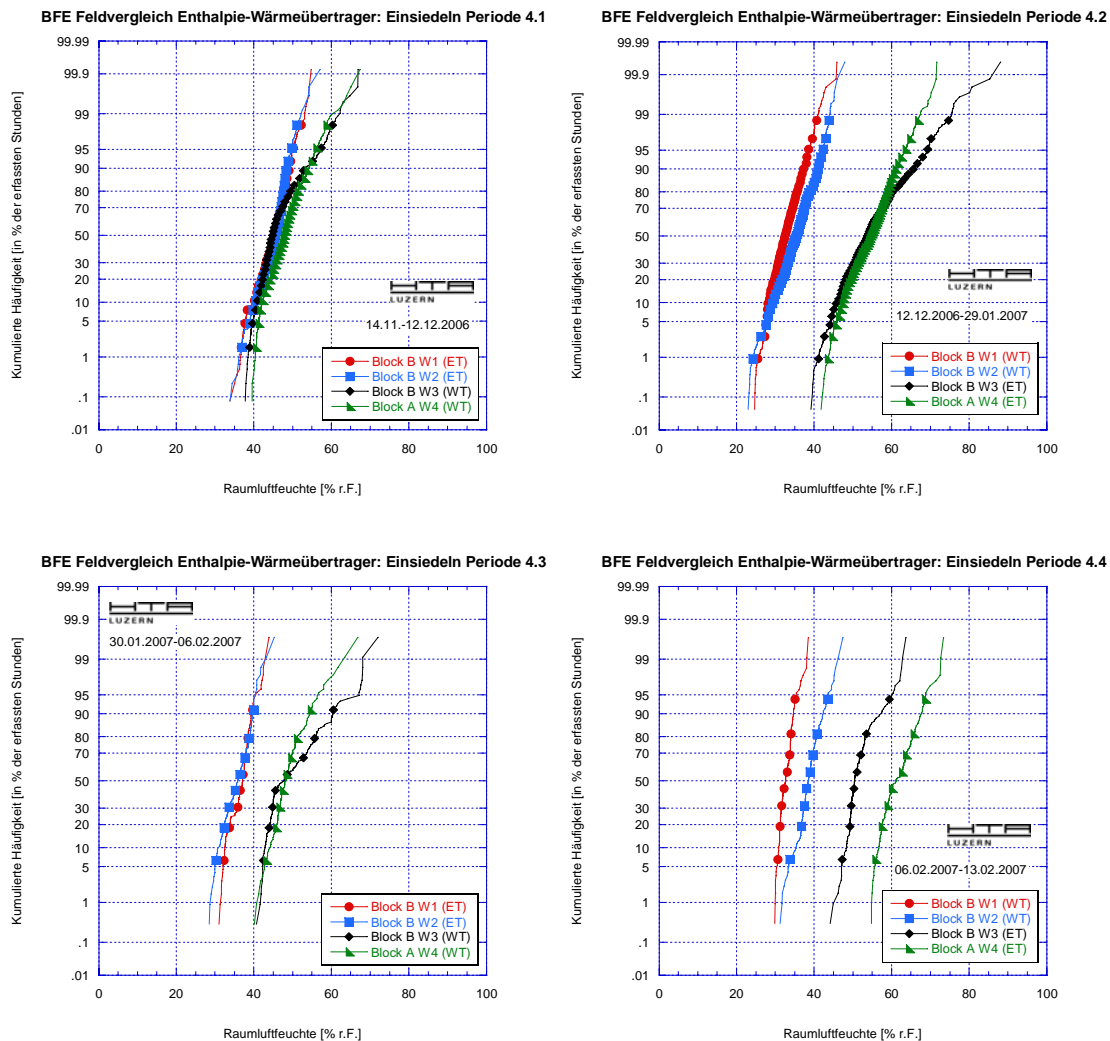 BFE Feldvergleich Enthalpie-Wärmeübertrager: Einsiedeln Periode 4.1
Kumulierte Häufigkeit [in % der erfassten Stunden]
99.99
99.9
99
95
90
80
70
50
30
20
10
5
1
.1
.01
HTA
LUZERN
14.11.-12.12.2006
Block B W1 (ET)
Block B W2 (ET)
Block B W3 (WT)
Block A W4 (WT)
0 20 40 60 80 100
Raumluftfeuchte [% r.F.]
BFE Feldvergleich Enthalpie-Wärmeübertrager: Einsiedeln Periode 4.2
Kumulierte Häufigkeit [in % der erfassten Stunden]
99.99
99.9
99
95
90
80
70
50
30
20
10
5
1
.1
.01
HTA
LUZERN
12.12.2006-29.01.2007
Block B W1 (WT)
Block B W2 (WT)
Block B W3 (ET)
Block A W4 (ET)
0 20 40 60 80 100
Raumluftfeuchte [% r.F.]
BFE Feldvergleich Enthalpie-Wärmeübertrager: Einsiedeln Periode 4.3
Kumulierte Häufigkeit [in % der erfassten Stunden]
99.99
99.9
99
95
90
80
70
50
30
20
10
5
1
.1
.01
HTA
LUZERN
30.01.2007-06.02.2007
Block B W1 (ET)
Block B W2 (ET)
Block B W3 (WT)
Block A W4 (WT)
0 20 40 60 80 100
Raumluftfeuchte [% r.F.]
BFE Feldvergleich Enthalpie-Wärmeübertrager: Einsiedeln Periode 4.4
Kumulierte Häufigkeit [in % der erfassten Stunden]
99.99
99.9
99
95
90
80
70
50
30
20
10
5
1
.1
.01
HTA
LUZERN
06.02.2007-13.02.2007
Block B W1 (WT)
Block B W2 (WT)
Block B W3 (ET)
Block A W4 (ET)
0 20 40 60 80 100
Raumluftfeuchte [% r.F.]